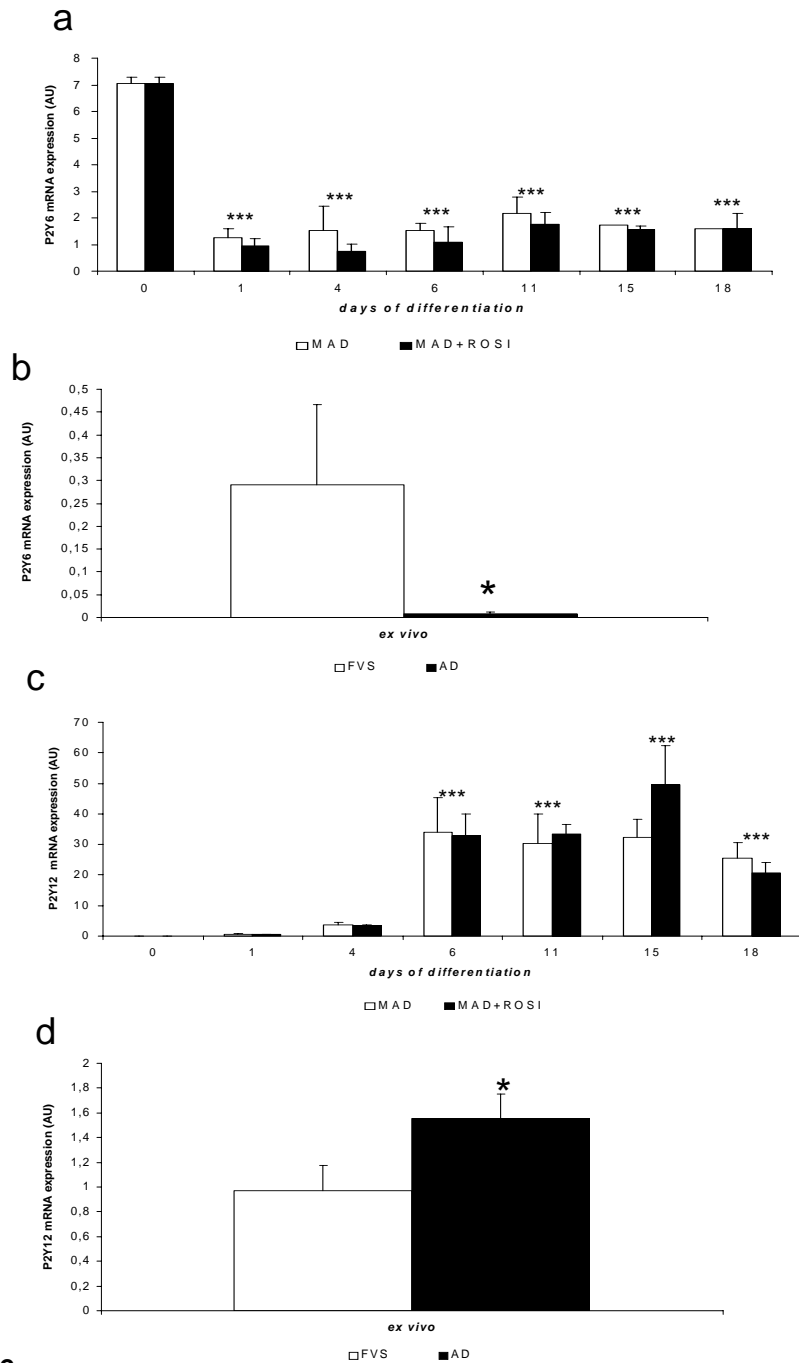 a
P2Y6 mRNA expression (AU)
8
7
6
5
4
3
2
1
0
*** *** *** *** *** ***
0 1 4 6 11 15 18
days of differentiation
MAD MAD+ROSI
b
P2Y6 mRNA expression (AU)
0,5
0,45
0,4
0,35
0,3
0,25
0,2
0,15
0,1
0,05
0
*
ex vivo
FVS AD
c
P2Y12 mRNA expression (AU)
70
60
50
40
30
20
10
0
*** *** *** ***
0 1 4 6 11 15 18
days of differentiation
MAD MAD+ROSI
d
P2Y12 mRNA expression (AU)
2
1,8
1,6
1,4
1,2
1
0,8
0,6
0,4
0,2
0
*
ex vivo
FVS AD